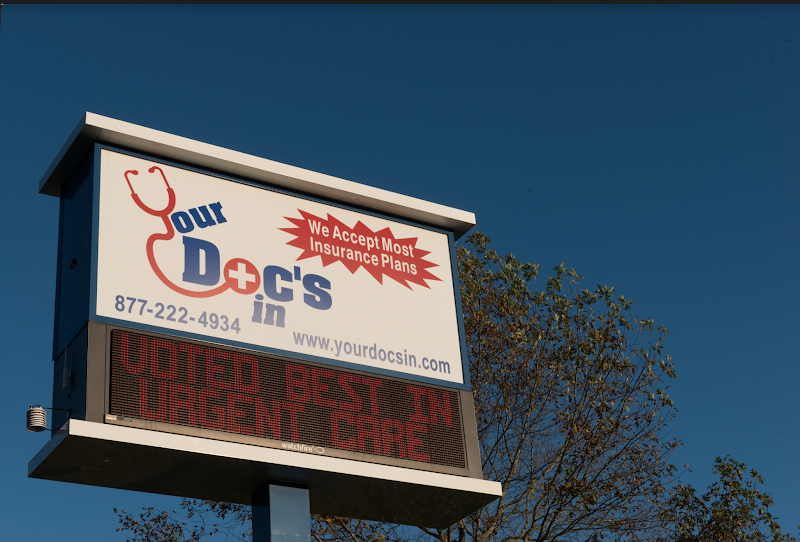 Your
Doc's
in
We Accept Most
Insurance Plans
877-222-4934
www.yourdocsin.com
VOTED BEST IN
URGENT CARE
watchfire